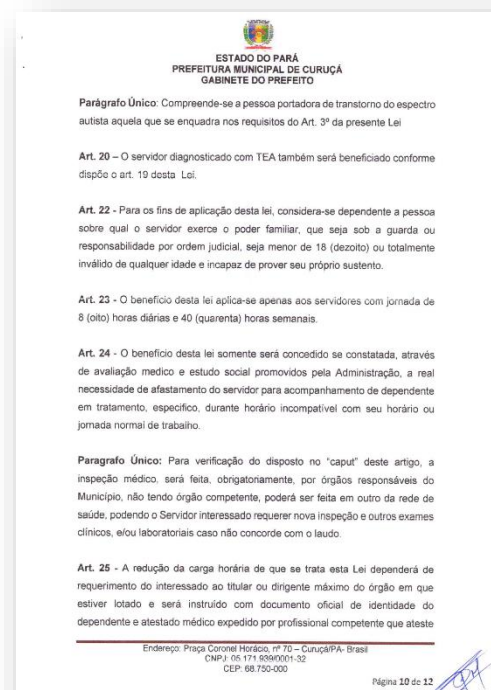 ESTADO DO PARÁ
PREFEITURA MUNICIPAL DE CURUÇÁ
GABINETE DO PREFEITO
Parágrafo Único: Compreende-se a pessoa portadora de transtorno do espectro
autista aquela que se enquadra nos requisitos do Art. 3º da presente Lei
Art. 20 – O servidor diagnosticado com TEA também será beneficiado conforme
dispõe o art. 19 desta Lei.
Art. 22 - Para os fins de aplicação desta lei, considera-se dependente a pessoa
sobre qual o servidor exerce o poder familiar, que seja sob a guarda ou
responsabilidade por ordem judicial, seja menor de 18 (dezoito) ou totalmente
inválido de qualquer idade e incapaz de prover seu próprio sustento.
Art. 23 - O benefício desta lei aplica-se apenas aos servidores com jornada de
8 (oito) horas diárias e 40 (quarenta) horas semanais.
Art. 24 - O benefício desta lei somente será concedido se constatada, através
de avaliação medico e estudo social promovidos pela Administração, a real
necessidade de afastamento do servidor para acompanhamento de dependente
em tratamento, especifico, durante horário incompatível com seu horário ou
jornada normal de trabalho.
Paragrafo Único: Para verificação do disposto no "caput" deste artigo, a
inspeção médico, será feita, obrigatoriamente, por órgãos responsáveis do
Município, não tendo órgão competente, poderá ser feita em outro da rede de
saúde, podendo o Servidor interessado requerer nova inspeção e outros exames
clínicos, e/ou laboratoriais caso não concorde com o laudo.
Art. 25 - A redução da carga horária de que se trata esta Lei dependerá de
requerimento do interessado ao titular ou dirigente máximo do órgão em que
estiver lotado e será instruído com documento oficial de identidade do
dependente e atestado médico expedido por profissional competente que ateste
Endereço: Praça Coronel Horácio, nº 70 – Curuçá/PA- Brasil
CNPJ: 05.171.939/0001-32
CEP: 68.750-000
Página 10 de 12